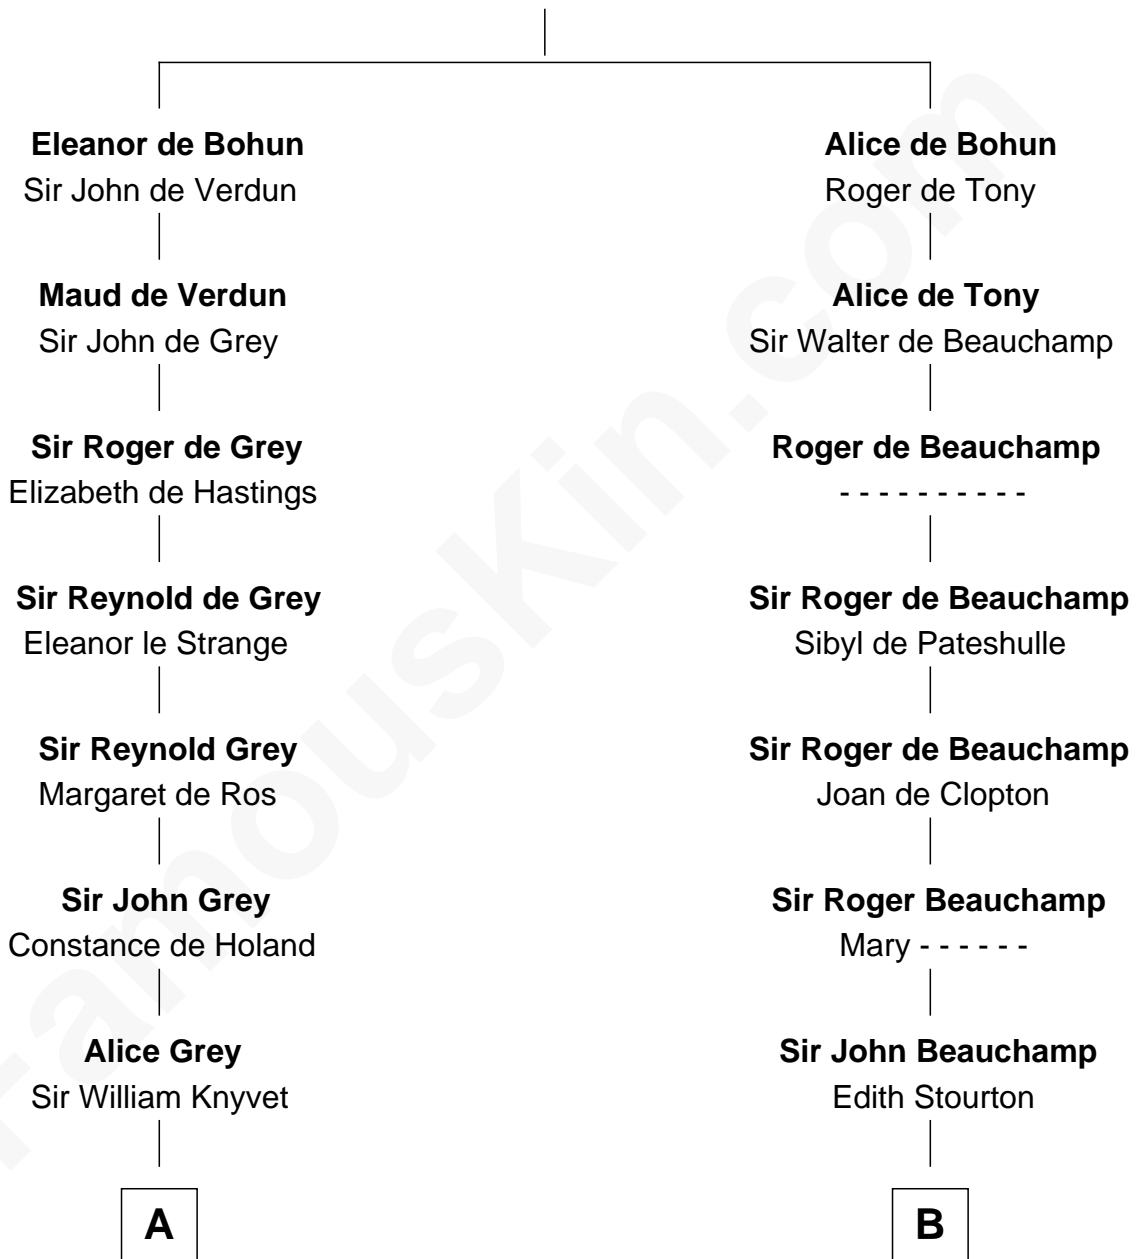 Eleanor de Bohun
Sir John de Verdun
Maud de Verdun
Sir John de Grey
Sir Roger de Grey
Elizabeth de Hastings
Sir Reynold de Grey
Eleanor le Strange
Sir Reynold Grey
Margaret de Ros
Sir John Grey
Constance de Holand
Alice Grey
Sir William Knyvet
A
Alice de Bohun
Roger de Tony
Alice de Tony
Sir Walter de Beauchamp
Roger de Beauchamp
- - - - - - - - - -
Sir Roger de Beauchamp
Sibyl de Pateshulle
Sir Roger de Beauchamp
Joan de Clopton
Sir Roger Beauchamp
Mary - - - - - -
Sir John Beauchamp
Edith Stourton
B
FamousKin.com